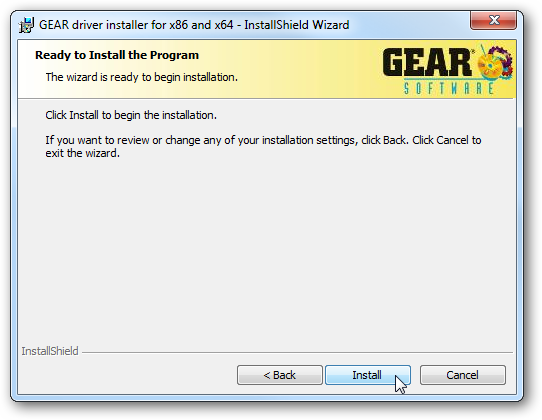 GEAR driver installer for x86 and x64 - InstallShield Wizard
Ready to Install the Program
The wizard is ready to begin installation.
GEAR®
SOFTWARE
Click Install to begin the installation.
If you want to review or change any of your installation settings, click Back. Click Cancel to
exit the wizard.
InstallShield
< Back
Install
Cancel